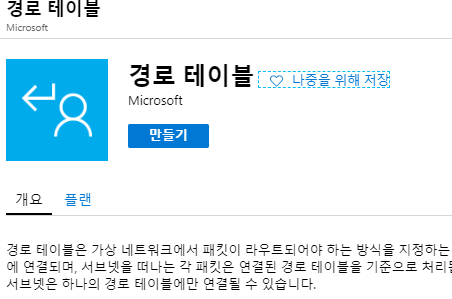 경로 테이블
Microsoft
경로 테이블 나중을 위해 저장
Microsoft
만들기
개요 플랜
경로 테이블은 가상 네트워크에서 패킷이 라우트되어야 하는 방식을 지정하는
에 연결되며, 서브넷을 떠나는 각 패킷은 연결된 경로 테이블을 기준으로
서브넷은 하나의 경로 테이블에만 연결될 수 있습니다.